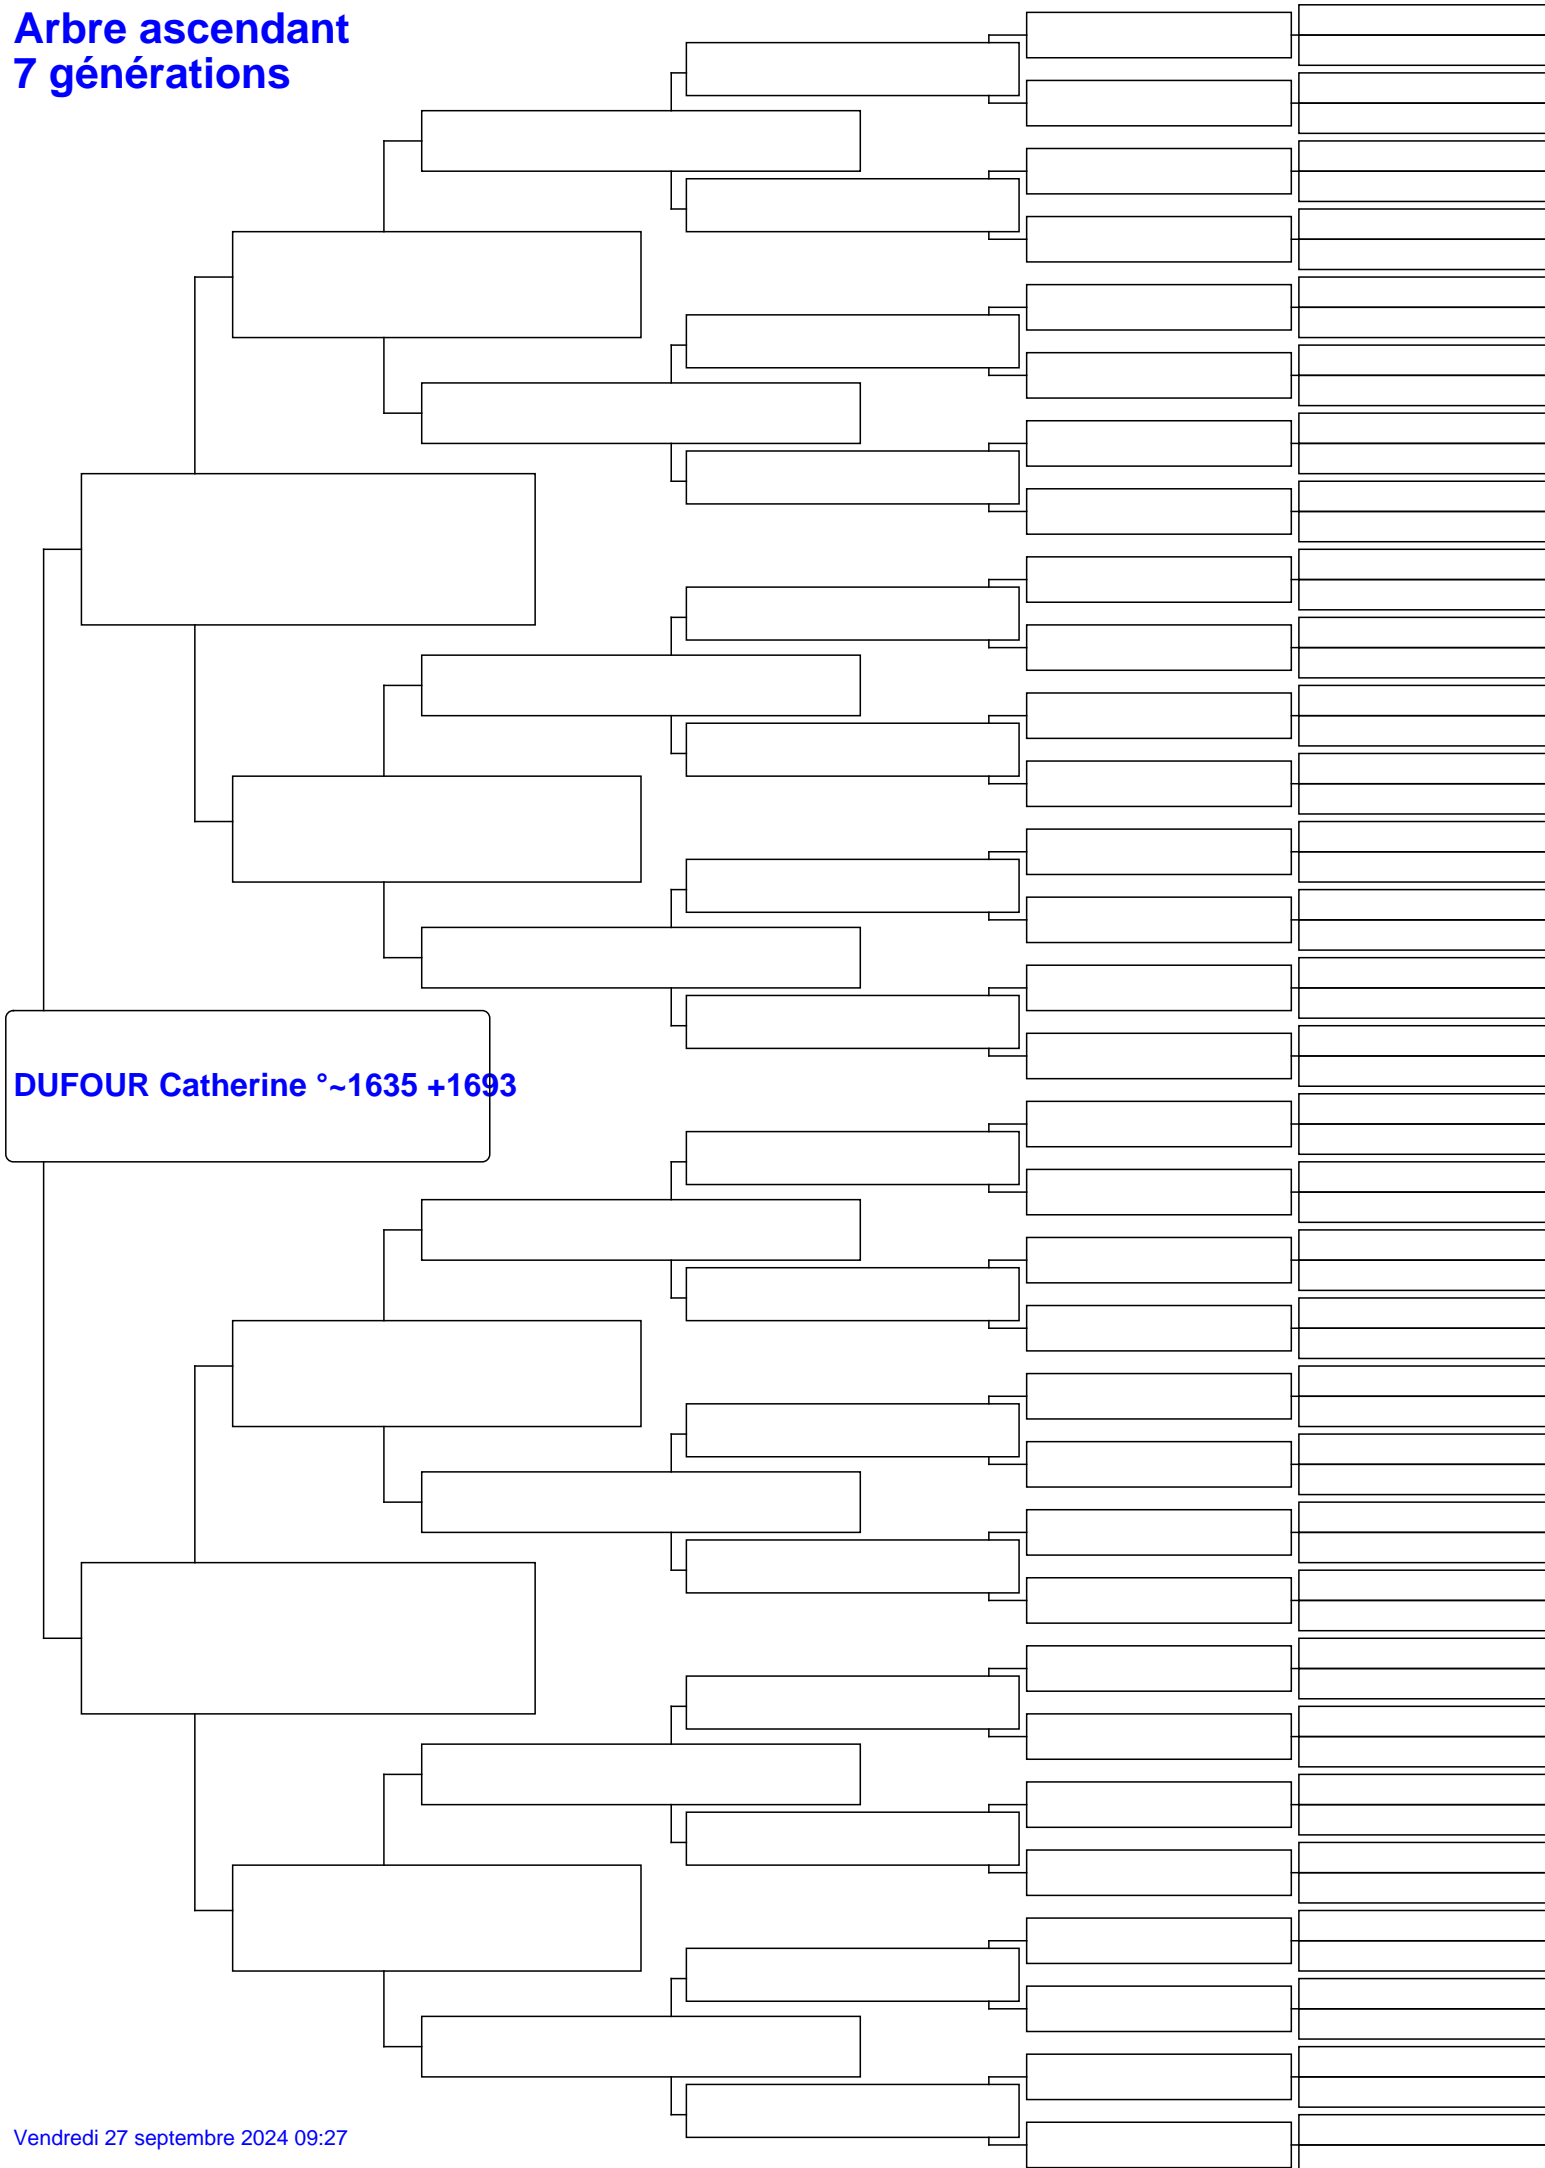 Arbre ascendant
7 générations
DUFOUR Catherine °~1635 +1693
Vendredi 27 septembre 2024 09:27